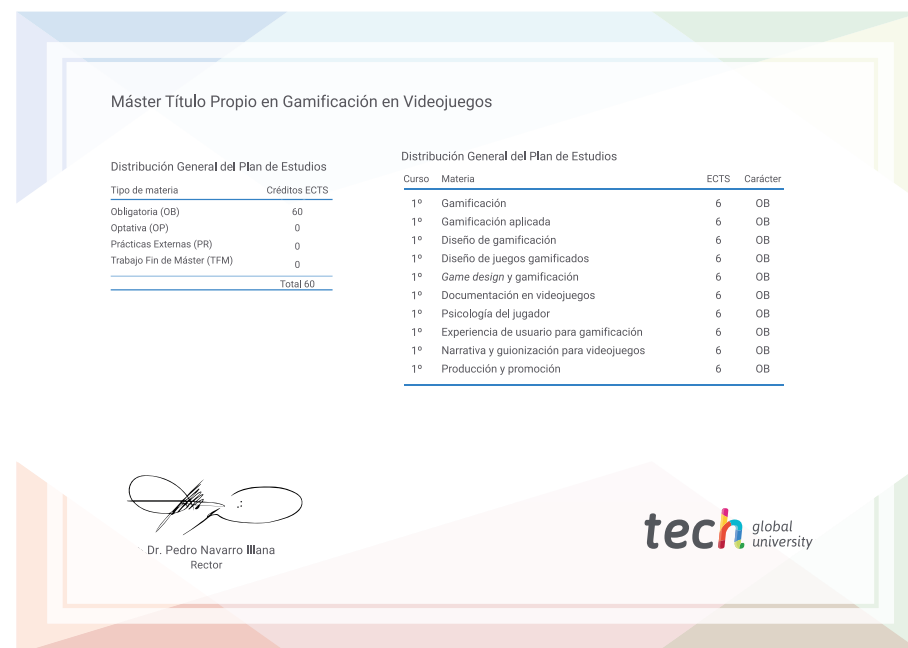 Máster Título Propio en Gamificación en Videojuegos
Distribución General del Plan de Estudios
Tipo de materia Créditos ECTS
Obligatoria (OB) 60
Optativa (OP) 0
Prácticas Externas (PR) 0
Trabajo Fin de Máster (TFM) 0
Total 60
Distribución General del Plan de Estudios
Curso Materia ECTS Carácter
1º Gamificación 6 OB
1º Gamificación aplicada 6 OB
1º Diseño de gamificación 6 OB
1º Diseño de juegos gamificados 6 OB
1º Game design y gamificación 6 OB
1º Documentación en videojuegos 6 OB
1º Psicología del jugador 6 OB
1º Experiencia de usuario para gamificación 6 OB
1º Narrativa y guionización para videojuegos 6 OB
1º Producción y promoción 6 OB
Dr. Pedro Navarro Illana
Rector
tech global
university